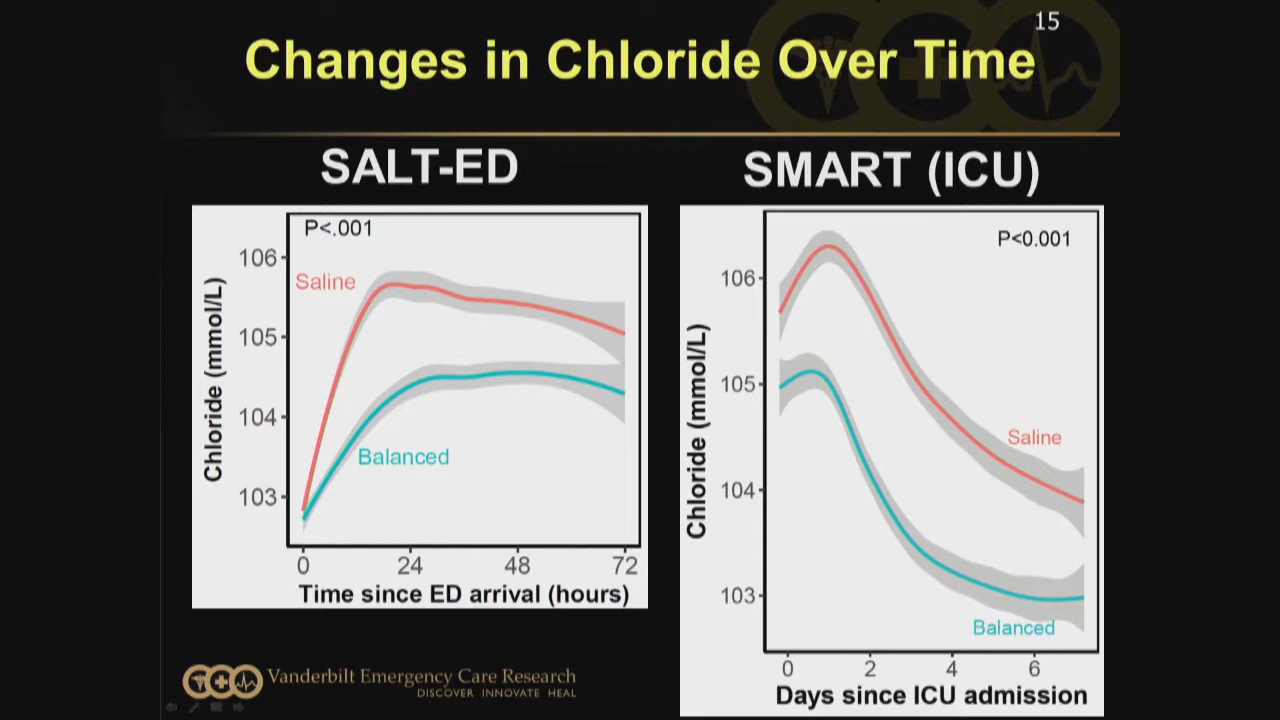 15
Changes in Chloride Over Time
SALT-ED
P<.001
Saline
Balanced
106
105
104
103
Chloride (mmol/L)
0 24 48 72
Time since ED arrival (hours)
SMART (ICU)
P<0.001
Saline
Balanced
106
105
104
103
Chloride (mmol/L)
0 2 4 6
Days since ICU admission
Vanderbilt Emergency Care Research
DISCOVER INNOVATE HEAL